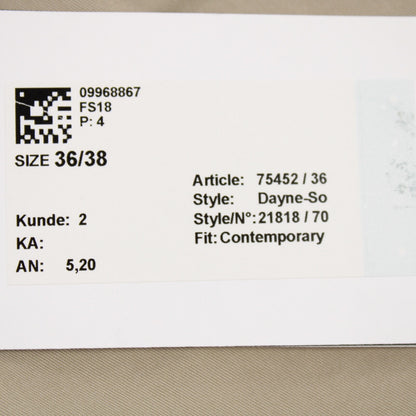 09968867
FS18
P: 4
SIZE 36/38
Article: 75452 / 36
Style: Dayne-So
Kunde: 2
Style/N°: 21818 / 70
KA:
Fit: Contemporary
AN: 5,20